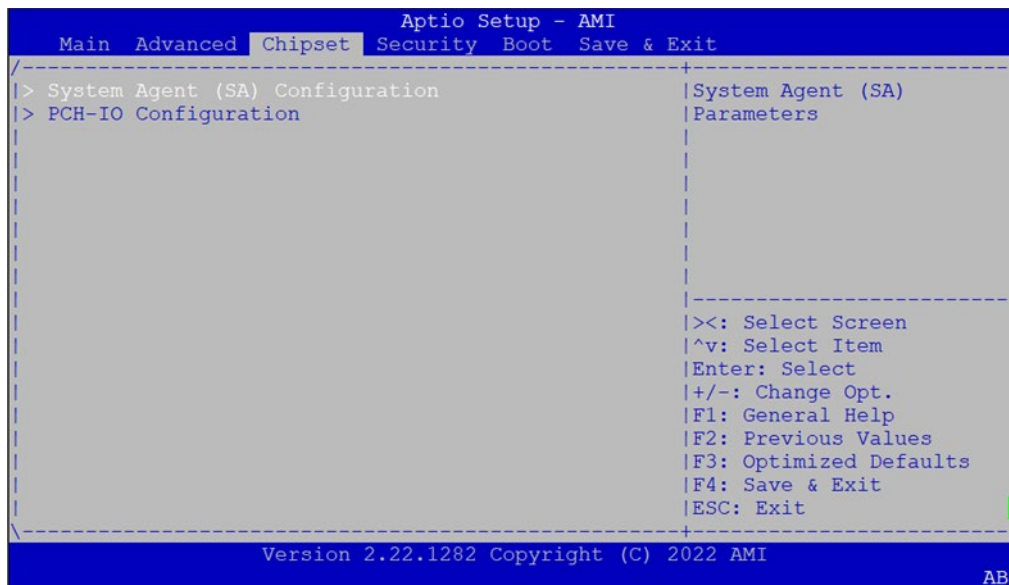 Aptio Setup - AMI
Main Advanced Chipset Security Boot Save & Exit
/----------------------------------------------------+-------------------------
|> System Agent (SA) Configuration |System Agent (SA)
|> PCH-IO Configuration |Parameters
|-------------------------
|><: Select Screen
|^v: Select Item
|Enter: Select
|+/-: Change Opt.
|F1: General Help
|F2: Previous Values
|F3: Optimized Defaults
|F4: Save & Exit
|ESC: Exit
\----------------------------------------------------+-------------------------
Version 2.22.1282 Copyright (C) 2022 AMI
AB